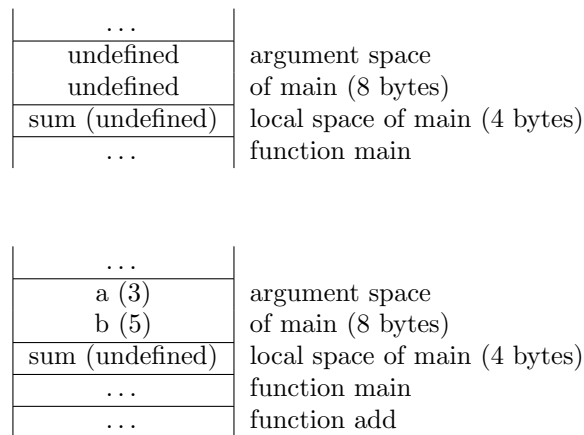 ...
undefined argument space
undefined of main (8 bytes)
sum (undefined) local space of main (4 bytes)
... function main
...
a (3) argument space
b (5) of main (8 bytes)
sum (undefined) local space of main (4 bytes)
... function main
... function add